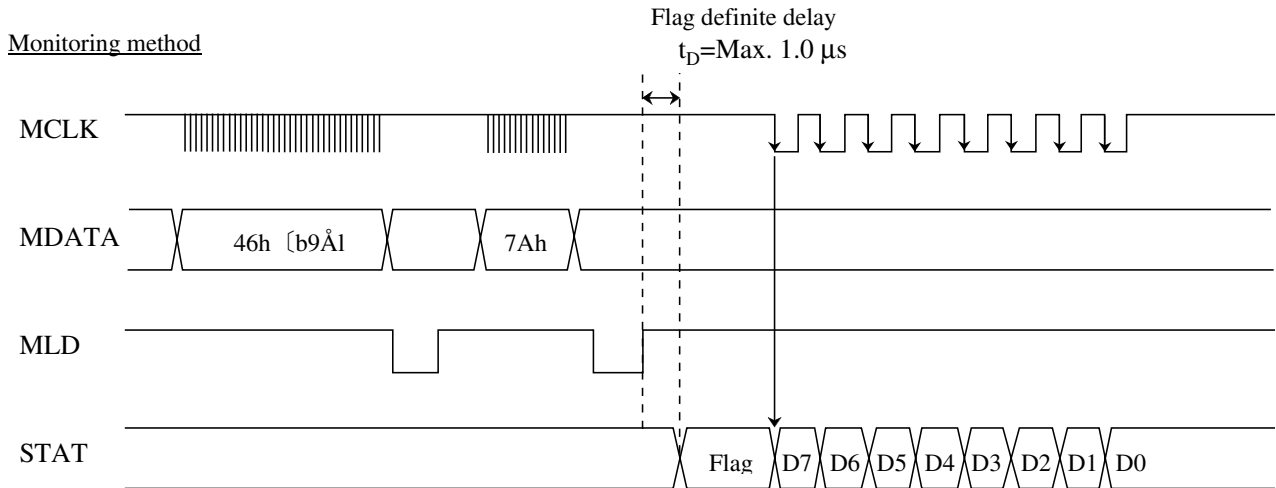 Flag definite delay
Monitoring method
t_D=Max. 1.0 μs
MCLK
MDATA
46h 〔b9Ål
7Ah
MLD
STAT
Flag D7 D6 D5 D4 D3 D2 D1 D0